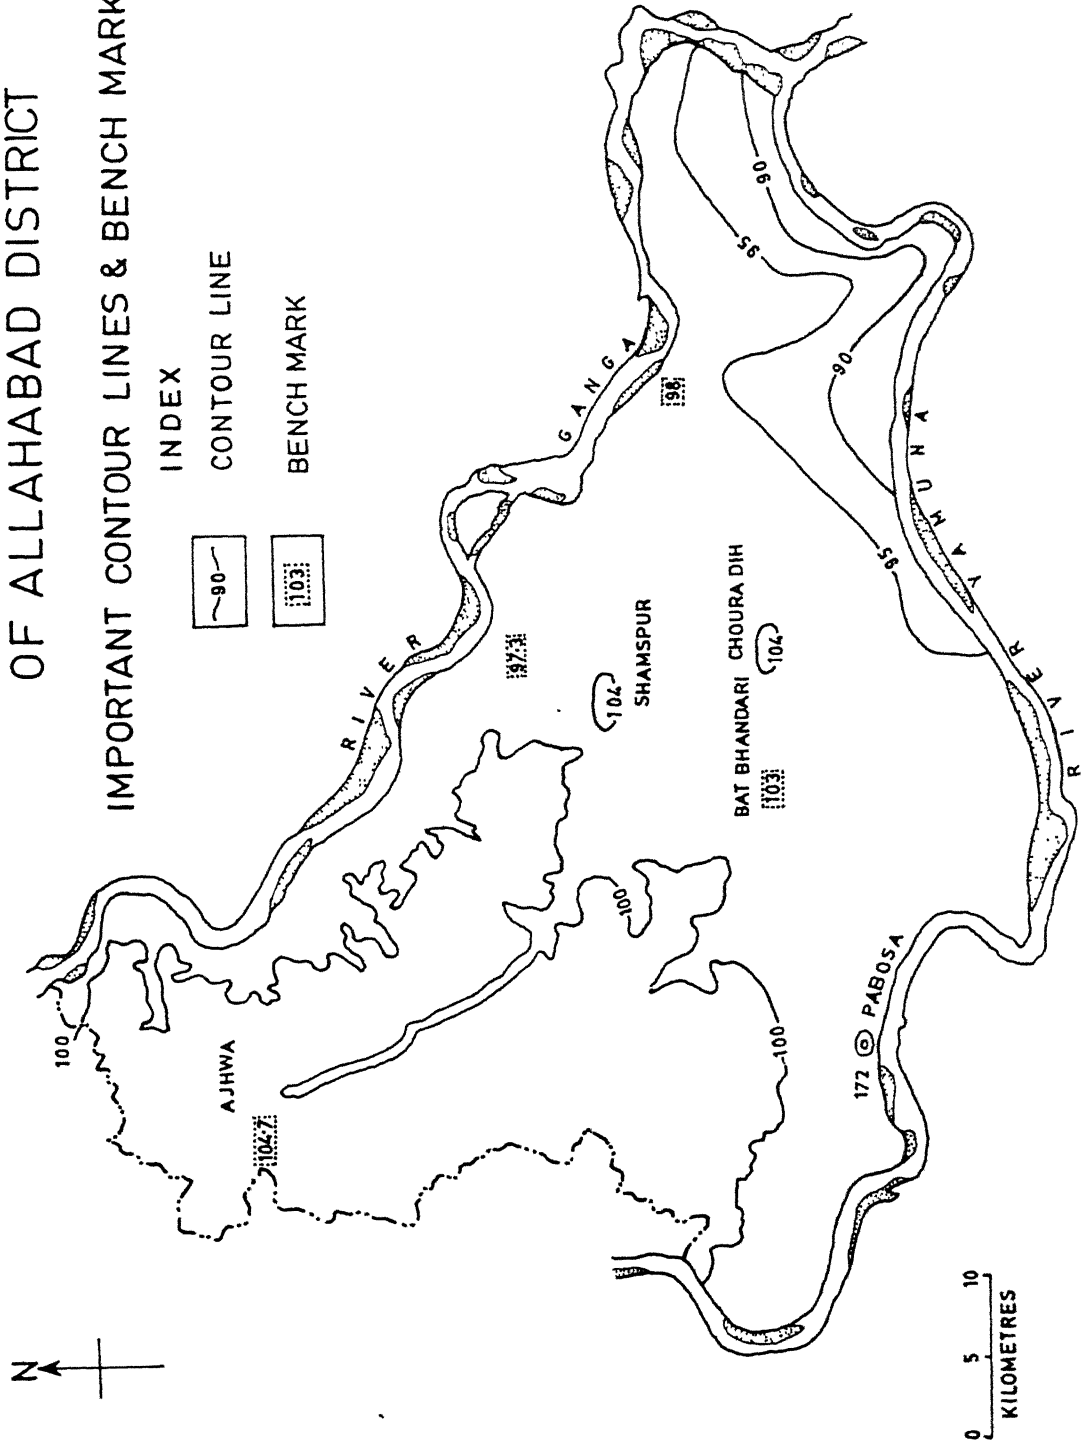 OF ALLAHABAD DISTRICT
IMPORTANT CONTOUR LINES & BENCH MARK
INDEX
90
CONTOUR LINE
103
BENCH MARK
N
RIVER GANGA
100
AJHWA
104·7
97·3
98
104
SHAMSPUR
BAT BHANDARI
103
CHOURA DIH
104
100
100
95
95
90
90
172
PABOSA
RIVER YAMUNA
0 5 10
KILOMETRES